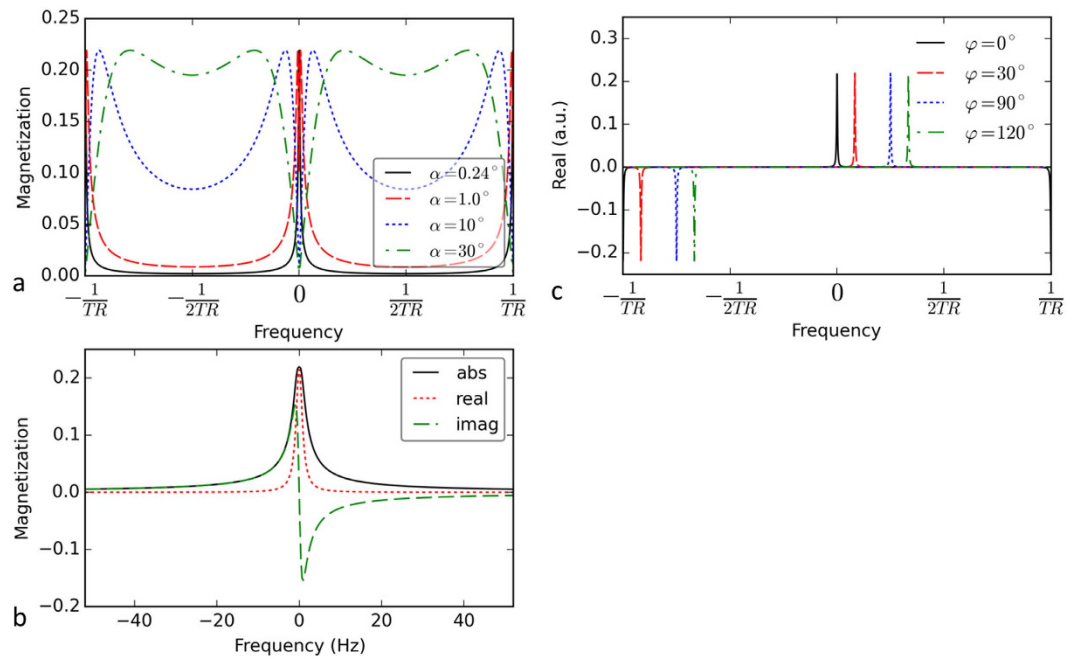 0.25
0.20
0.15
0.10
0.05
0.00
Magnetization
α=0.24°
α=1.0°
α=10°
α=30°
a
−1/TR
−1/2TR
0
1/2TR
1/TR
Frequency
0.2
0.1
0.0
−0.1
−0.2
Magnetization
abs
real
imag
b
−40
−20
0
20
40
Frequency (Hz)
0.3
0.2
0.1
0.0
−0.1
−0.2
Real (a.u.)
φ=0°
φ=30°
φ=90°
φ=120°
c
−1/TR
−1/2TR
0
1/2TR
1/TR
Frequency